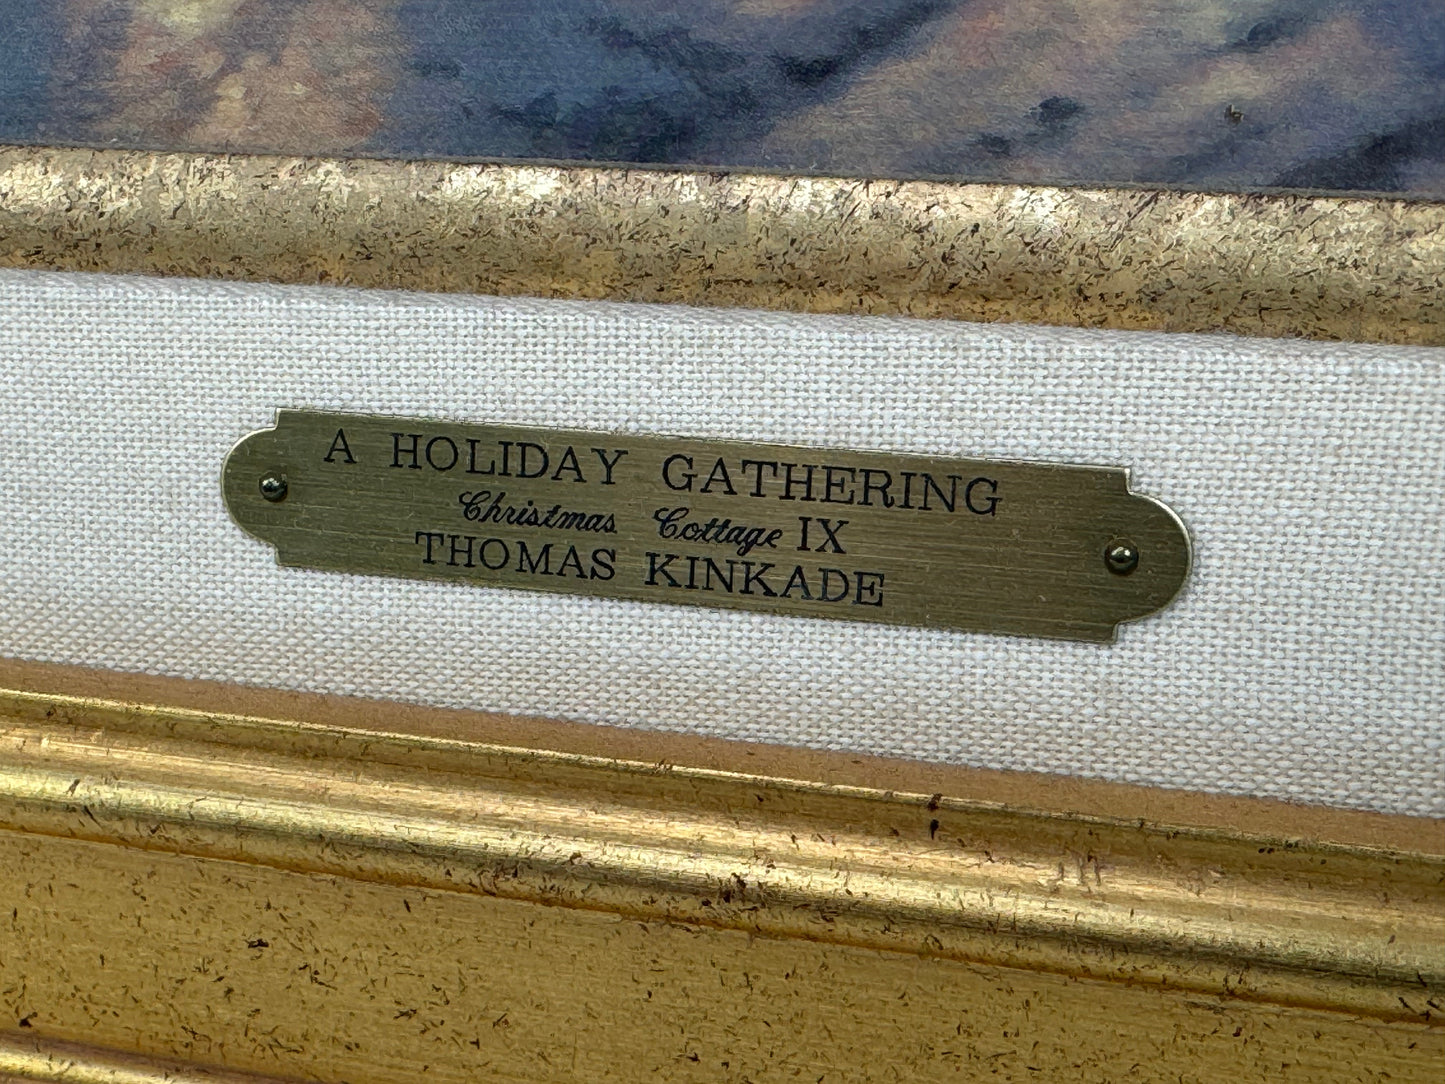 A HOLIDAY GATHERING
Christmas Cottage IX
THOMAS KINKADE